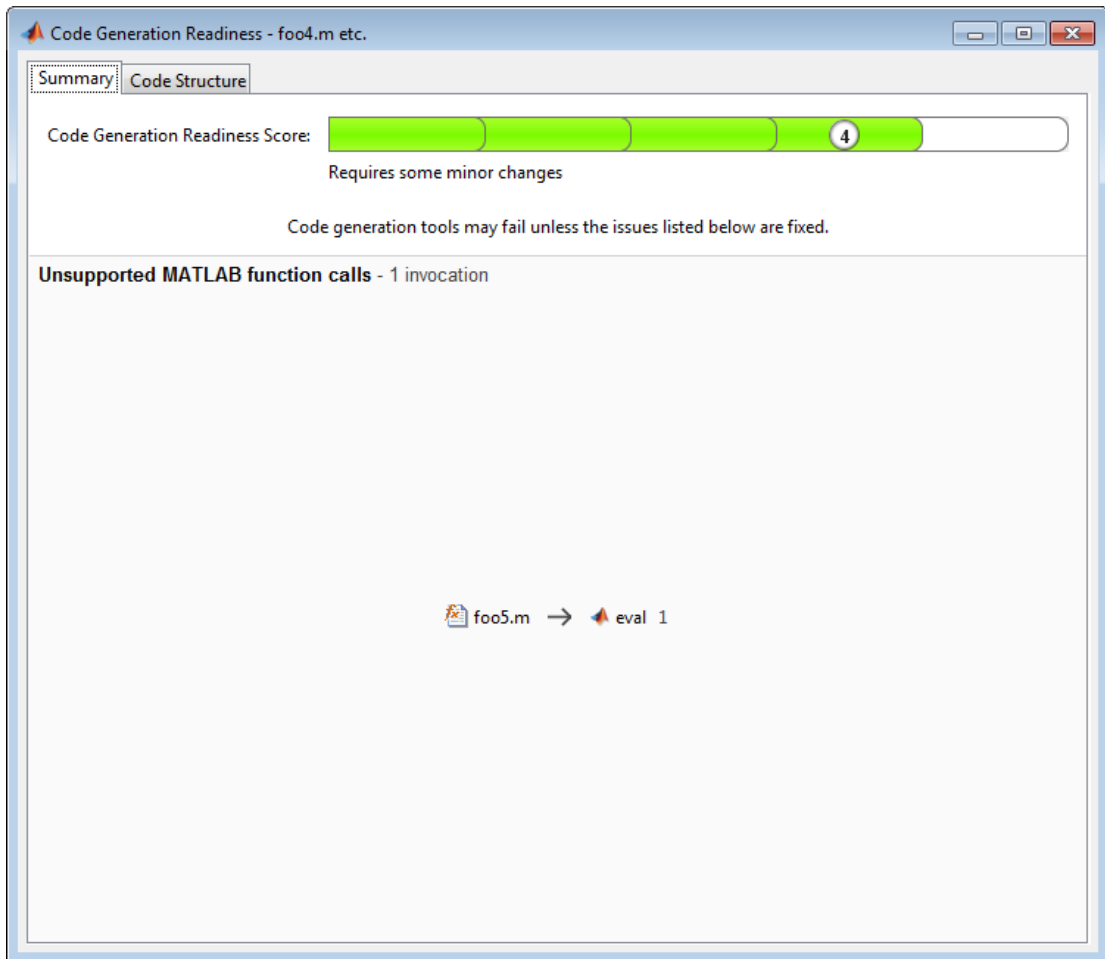 Code Generation Readiness - foo4.m etc.
Summary Code Structure
Code Generation Readiness Score: 4
Requires some minor changes
Code generation tools may fail unless the issues listed below are fixed.
Unsupported MATLAB function calls - 1 invocation
foo5.m → eval 1